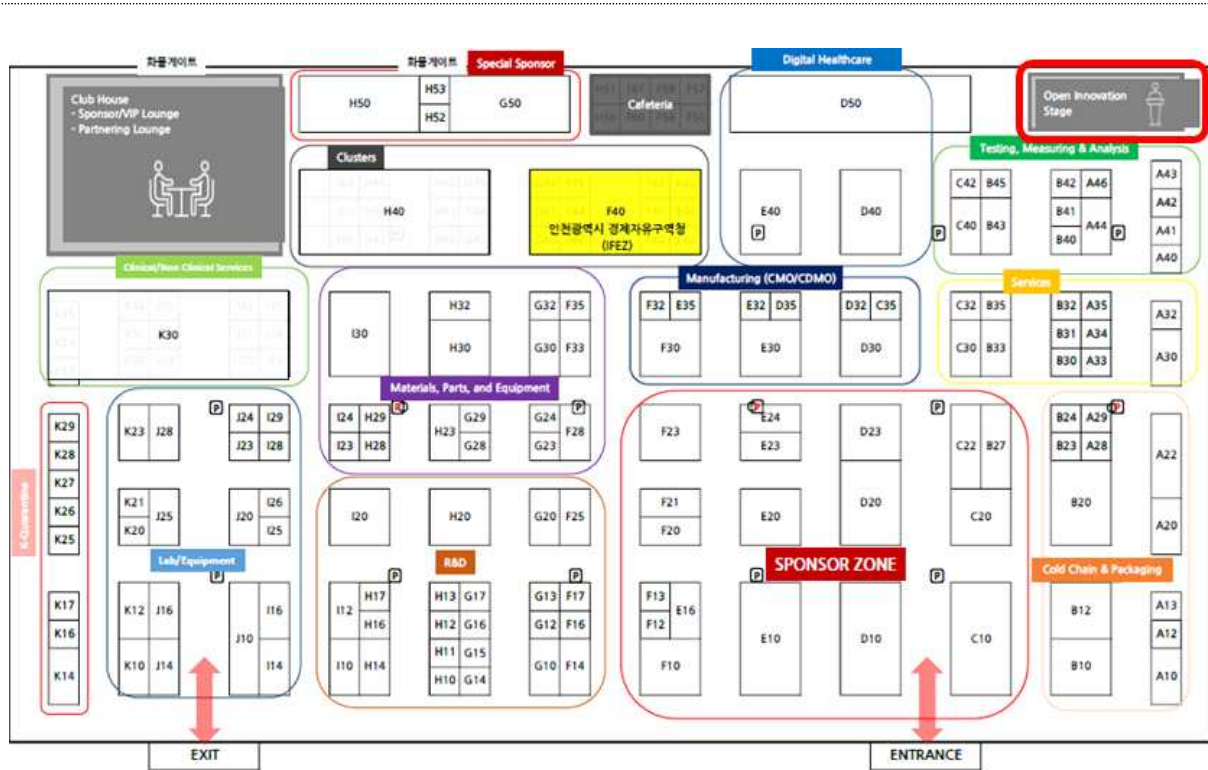 화물게이트
화물게이트
Special Sponsor
Digital Healthcare
Club House
- Sponsor/VIP Lounge
- Partnering Lounge
H50
H53
H52
G50
Cafeteria
D50
Open Innovation
Stage
Clusters
Testing, Measuring & Analysis
H40
F40
인천광역시 경제자유구역청
(IFEZ)
E40
P
D40
P
C42 B45
C40 B43
B42 A46
B41
B40
A44
P
A43
A42
A41
A40
Clinical/Non Clinical Services
Manufacturing (CMO/CDMO)
Services
K30
I30
H32
H30
G32 F35
G30 F33
F32 E35
F30
E32 D35
E30
D32 C35
D30
C32 B35
C30 B33
B32 A35
B31 A34
B30 A33
A32
A30
Materials, Parts, and Equipment
K29
K28
K27
K26
K25
K-Quarantine
K23 J28
P
J24 I29
J23 I28
I24 H29
I23 H28
H23
G29
G28
G24
G23
F28
P
F23
E24
E23
D23
P
C22 B27
B24 A29
B23 A28
A22
K21
K20
J25
J20
I26
I25
I20
H20
G20 F25
F21
F20
E20
D20
C20
B20
A20
Lab/Equipment
R&D
SPONSOR ZONE
Cold Chain & Packaging
P
P
P
P
P
K17
K16
K14
K12 J16
K10 J14
J10
I16
I14
I12
H17
H16
I10 H14
H13 G17
H12 G16
H11 G15
H10 G14
G13 F17
G12 F16
G10 F14
F13
F12
E16
F10
E10
D10
C10
B12
B10
A13
A12
A10
EXIT
ENTRANCE